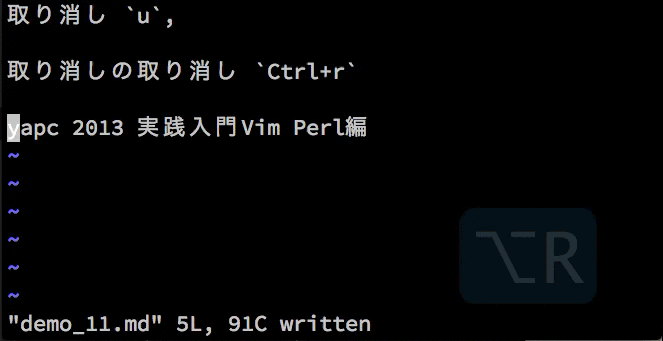 取り消し `u`,
取り消しの取り消し `Ctrl+r`
yapc 2013 実践入門Vim Perl編
~
~
~
~
~
~
⌥R
"demo_11.md" 5L, 91C written